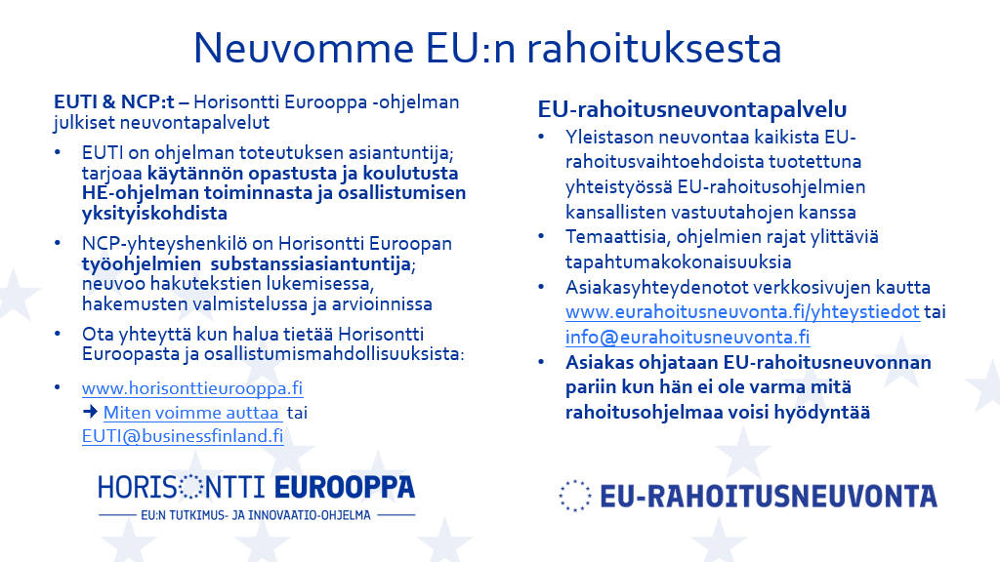 Neuvomme EU:n rahoituksesta
EUTI & NCP:t – Horisontti Eurooppa -ohjelman
julkiset neuvontapalvelut
• EUTI on ohjelman toteutuksen asiantuntija;
tarjoaa käytännön opastusta ja koulutusta
HE-ohjelman toiminnasta ja osallistumisen
yksityiskohdista
• NCP-yhteyshenkilö on Horisontti Euroopan
työohjelmien substanssiasiantuntija;
neuvoo hakutekstien lukemisessa,
hakemusten valmistelussa ja arvioinnissa
• Ota yhteyttä kun halua tietää Horisontti
Euroopasta ja osallistumismahdollisuuksista:
• www.horisonttieurooppa.fi
→ Miten voimme auttaa tai
EUTI@businessfinland.fi
HORISONTTI EUROOPPA
EU:N TUTKIMUS- JA INNOVAATIO-OHJELMA
EU-rahoitusneuvontapalvelu
• Yleistason neuvontaa kaikista EU-
rahoitusvaihtoehdoista tuotettuna
yhteistyössä EU-rahoitusohjelmien
kansallisten vastuutahojen kanssa
• Temaattisia, ohjelmien rajat ylittäviä
tapahtumakokonaisuuksia
• Asiakasyhteydenotot verkkosivujen kautta
www.eurahoitusneuvonta.fi/yhteystiedot tai
info@eurahoitusneuvonta.fi
• Asiakas ohjataan EU-rahoitusneuvonnan
pariin kun hän ei ole varma mitä
rahoitusohjelmaa voisi hyödyntää
EU-RAHOITUSNEUVONTA